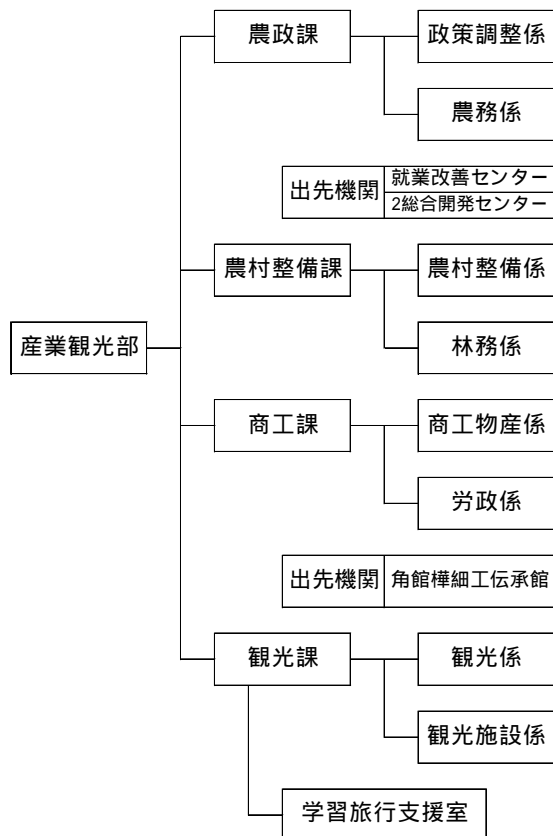 農政課
政策調整係
農務係
出先機関
就業改善センター
2総合開発センター
農村整備課
農村整備係
産業観光部
林務係
商工課
商工物産係
労政係
出先機関
角館樺細工伝承館
観光課
観光係
観光施設係
学習旅行支援室